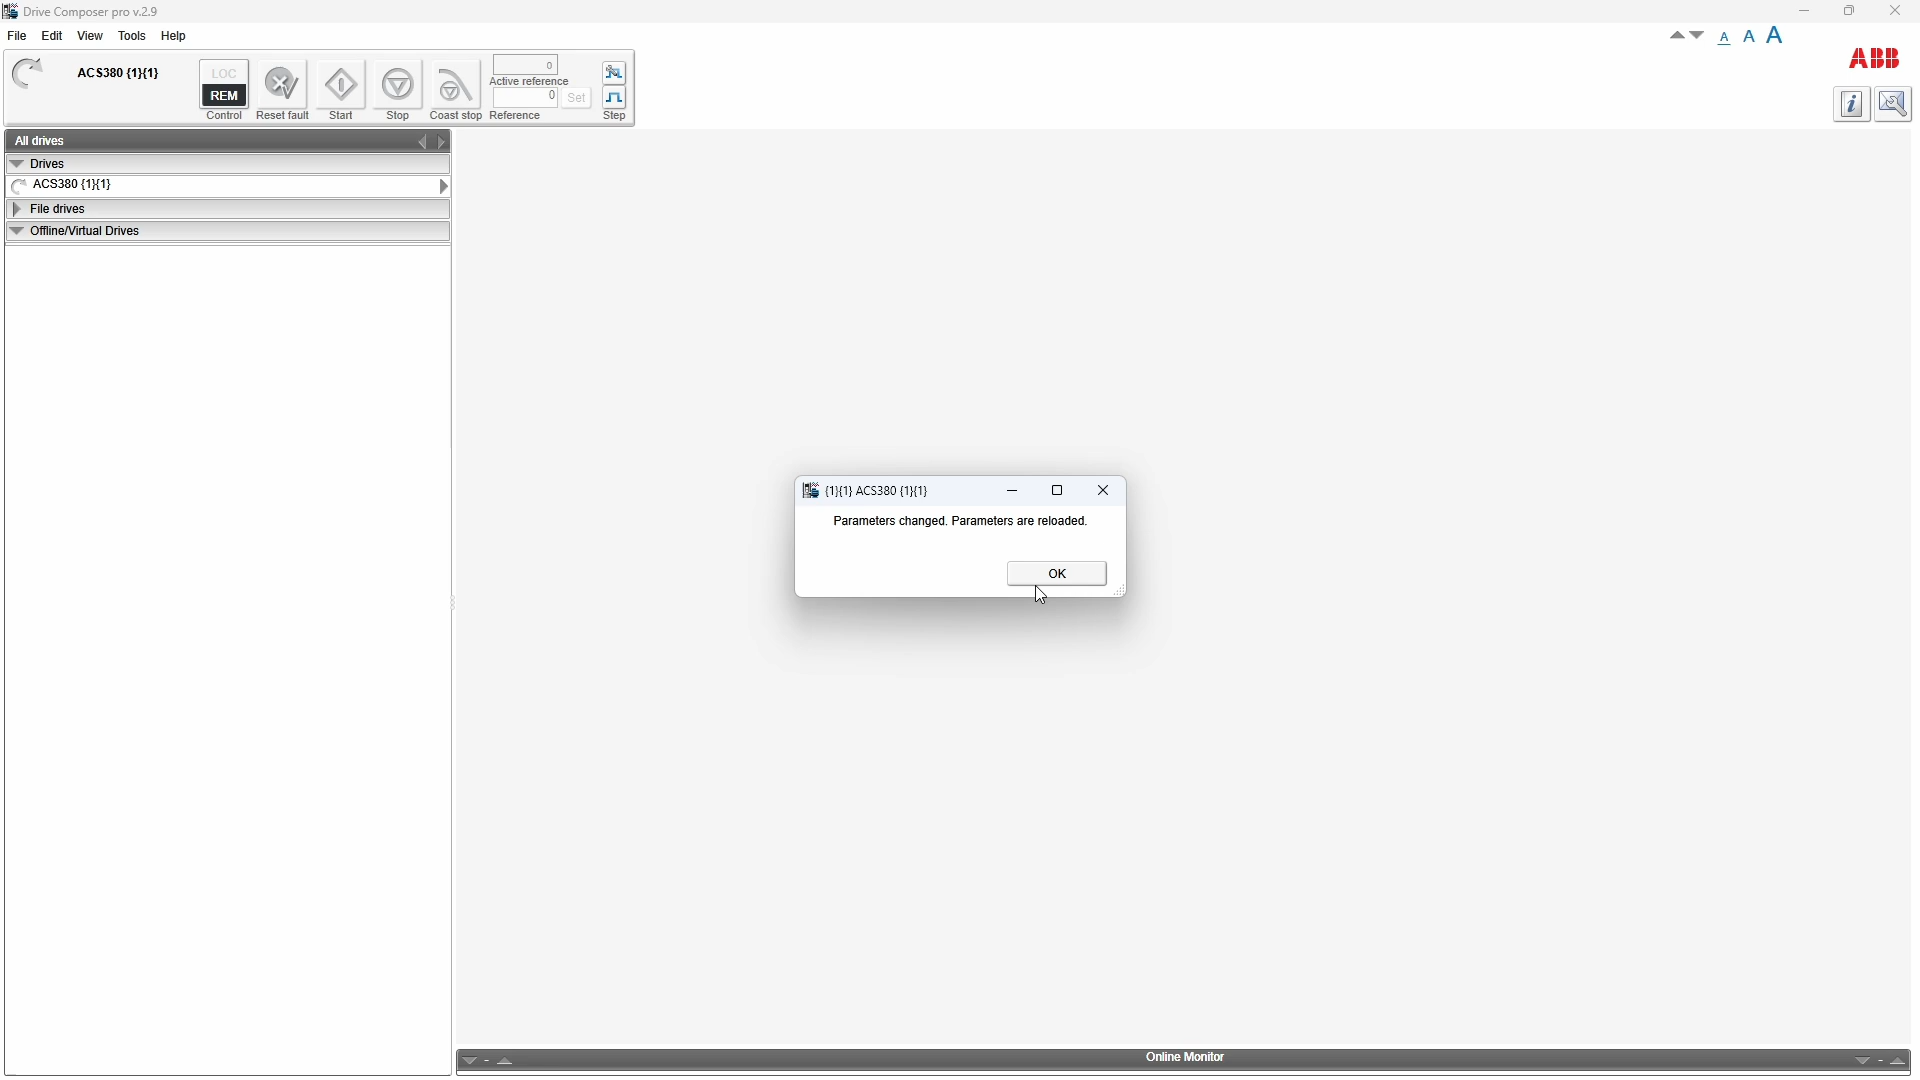 Drive Composer pro v.2.9
File Edit View Tools Help
A A A
ABB
ACS380 {1}{1}
LOC
REM
Control
Reset fault
Start
Stop
Coast stop
0
Active reference
0
Set
Reference
Step
i
All drives
Drives
ACS380 {1}{1}
File drives
Offline/Virtual Drives
{1}{1} ACS380 {1}{1}
Parameters changed. Parameters are reloaded.
OK
Online Monitor